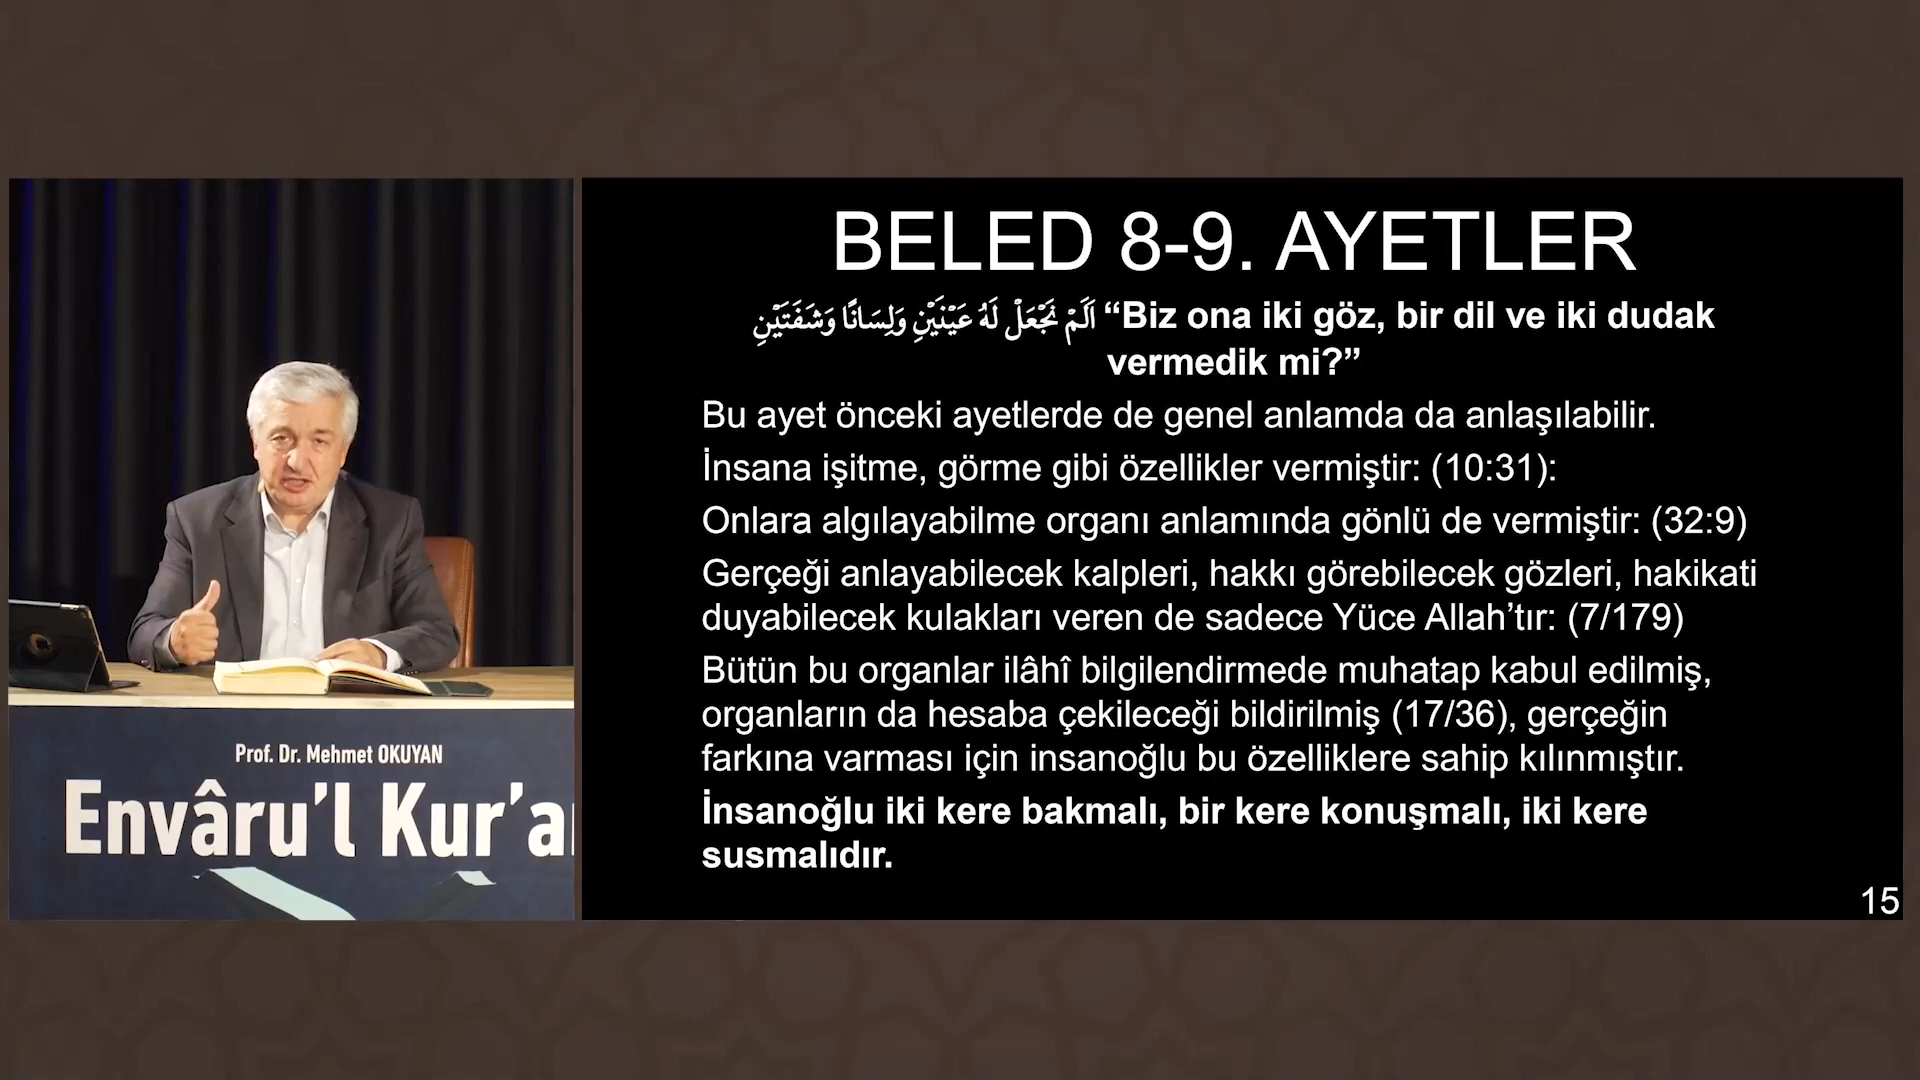 BELED 8-9. AYETLER
اَلَمْ نَجْعَلْ لَهُ عَيْنَيْنِ وَلِسَانًا وَشَفَتَيْنِ “Biz ona iki göz, bir dil ve iki dudak
vermedik mi?”
Bu ayet önceki ayetlerde de genel anlamda da anlaşılabilir.
İnsana işitme, görme gibi özellikler vermiştir: (10:31):
Onlara algılayabilme organı anlamında gönlü de vermiştir: (32:9)
Gerçeği anlayabilecek kalpleri, hakkı görebilecek gözleri, hakikati
duyabilecek kulakları veren de sadece Yüce Allah’tır: (7/179)
Bütün bu organlar ilâhî bilgilendirmede muhatap kabul edilmiş,
organların da hesaba çekileceği bildirilmiş (17/36), gerçeğin
farkına varması için insanoğlu bu özelliklere sahip kılınmıştır.
İnsanoğlu iki kere bakmalı, bir kere konuşmalı, iki kere
susmalıdır.
15
Prof. Dr. Mehmet OKUYAN
Envâru’l Kur’a